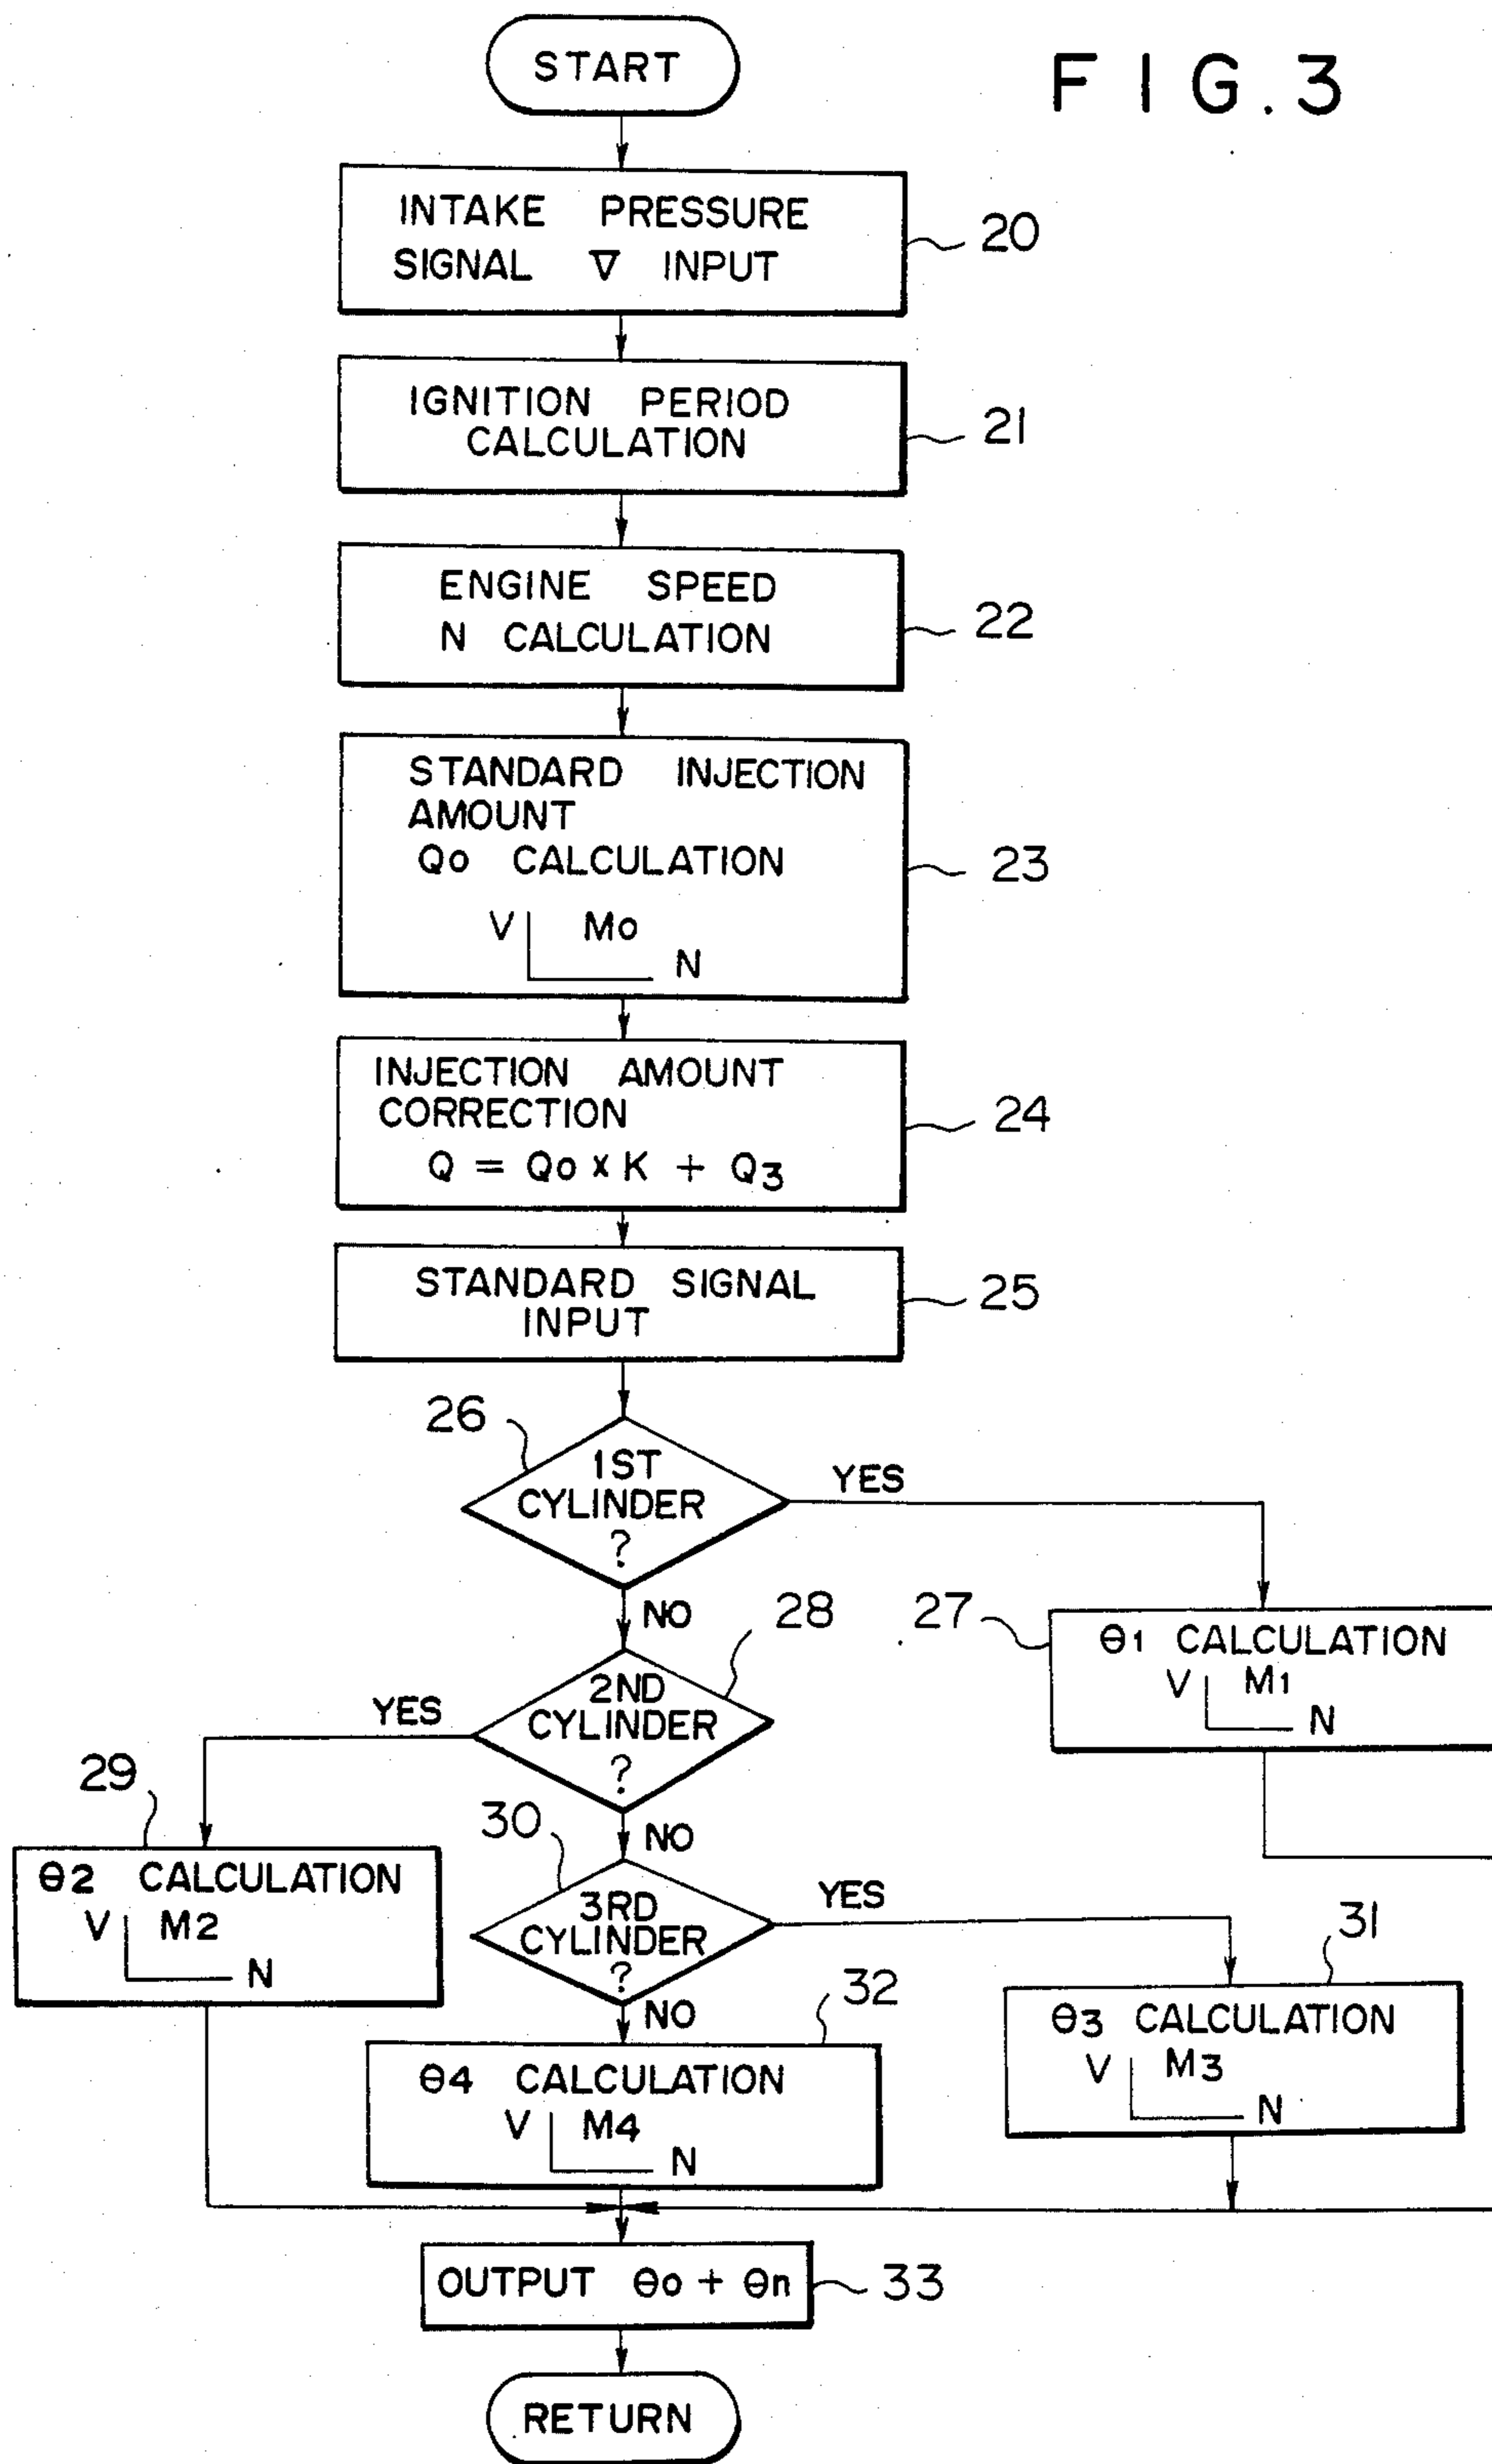 START
FIG. 3
INTAKE PRESSURE
SIGNAL ∇ INPUT
20
IGNITION PERIOD
CALCULATION
21
ENGINE SPEED
N CALCULATION
22
STANDARD INJECTION
AMOUNT
Qo CALCULATION
V Mo
N
23
INJECTION AMOUNT
CORRECTION
Q = Qo x K + Q3
24
STANDARD SIGNAL
INPUT
25
26
1ST
CYLINDER
?
YES
NO
27
θ1 CALCULATION
V M1
N
28
2ND
CYLINDER
?
YES
NO
29
θ2 CALCULATION
V M2
N
30
3RD
CYLINDER
?
YES
NO
31
θ3 CALCULATION
V M3
N
32
θ4 CALCULATION
V M4
N
OUTPUT θo + θn
33
RETURN